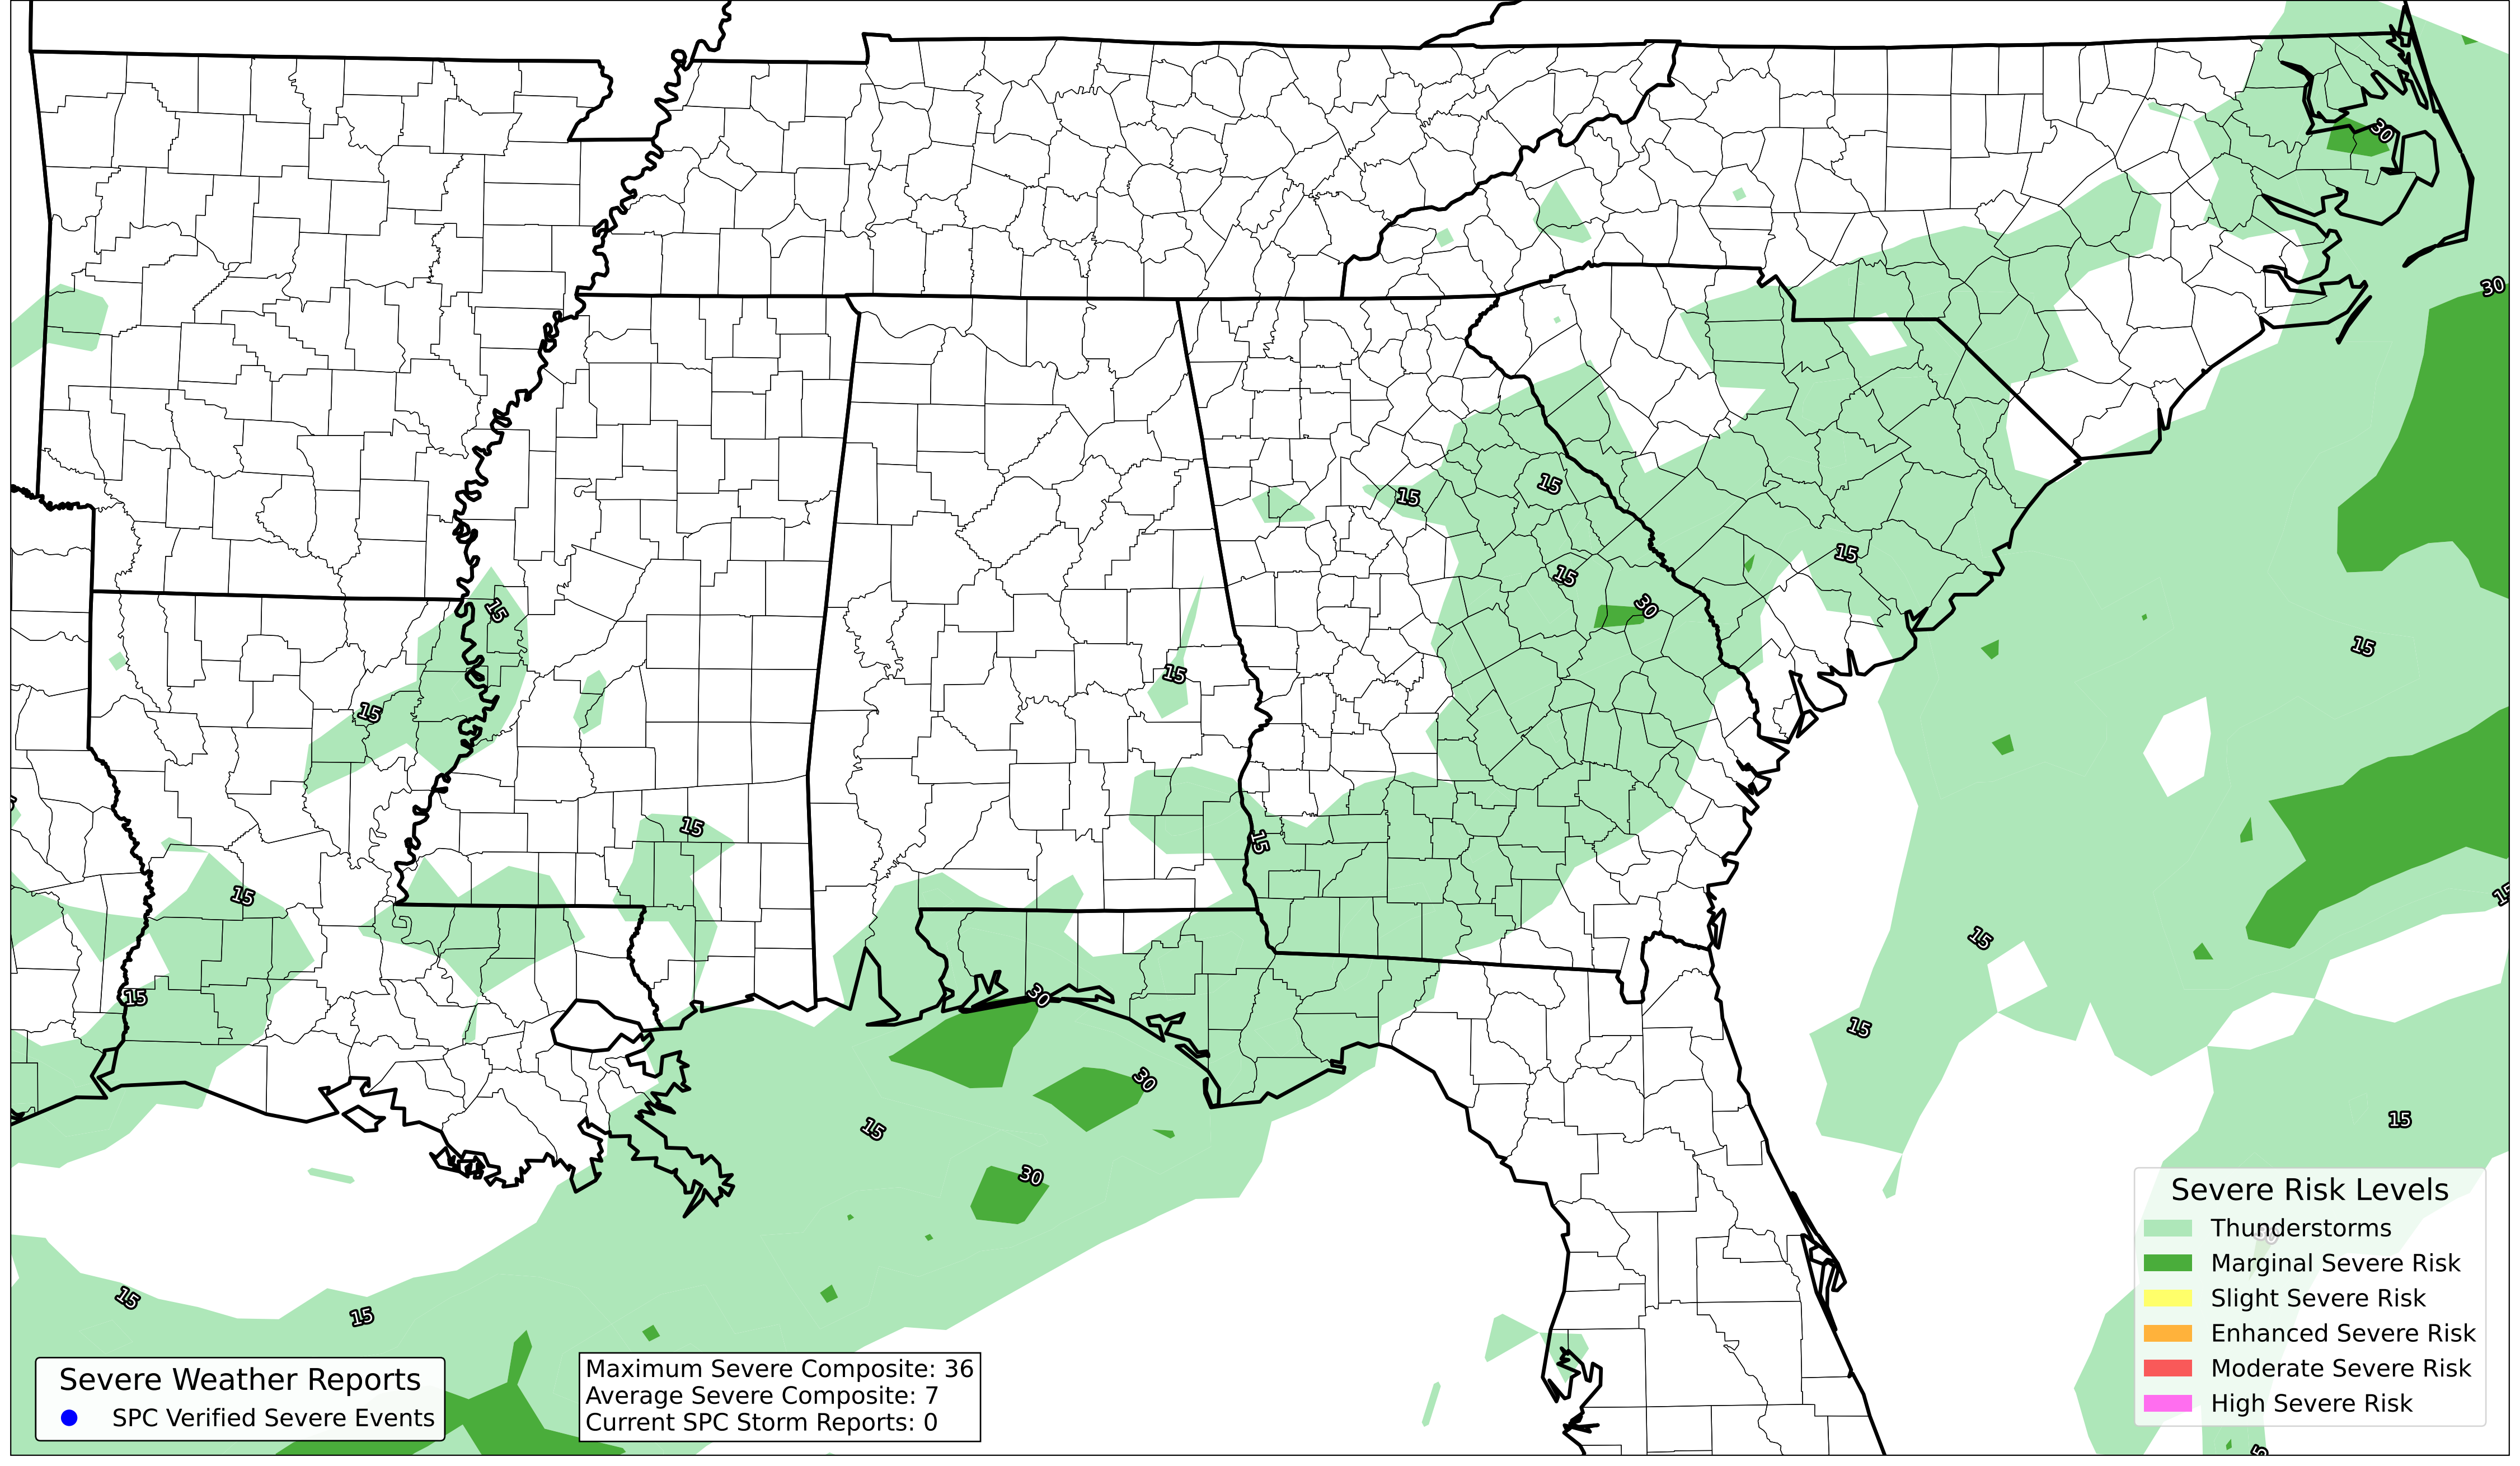 30
30
15
15
15
30
15
15
15
15
15
15
15
15
15
15
15
15
30
15
30
15
15
30
15
15
Severe Risk Levels
Thunderstorms
Marginal Severe Risk
Slight Severe Risk
Enhanced Severe Risk
Moderate Severe Risk
High Severe Risk
Severe Weather Reports
SPC Verified Severe Events
Maximum Severe Composite: 36
Average Severe Composite: 7
Current SPC Storm Reports: 0